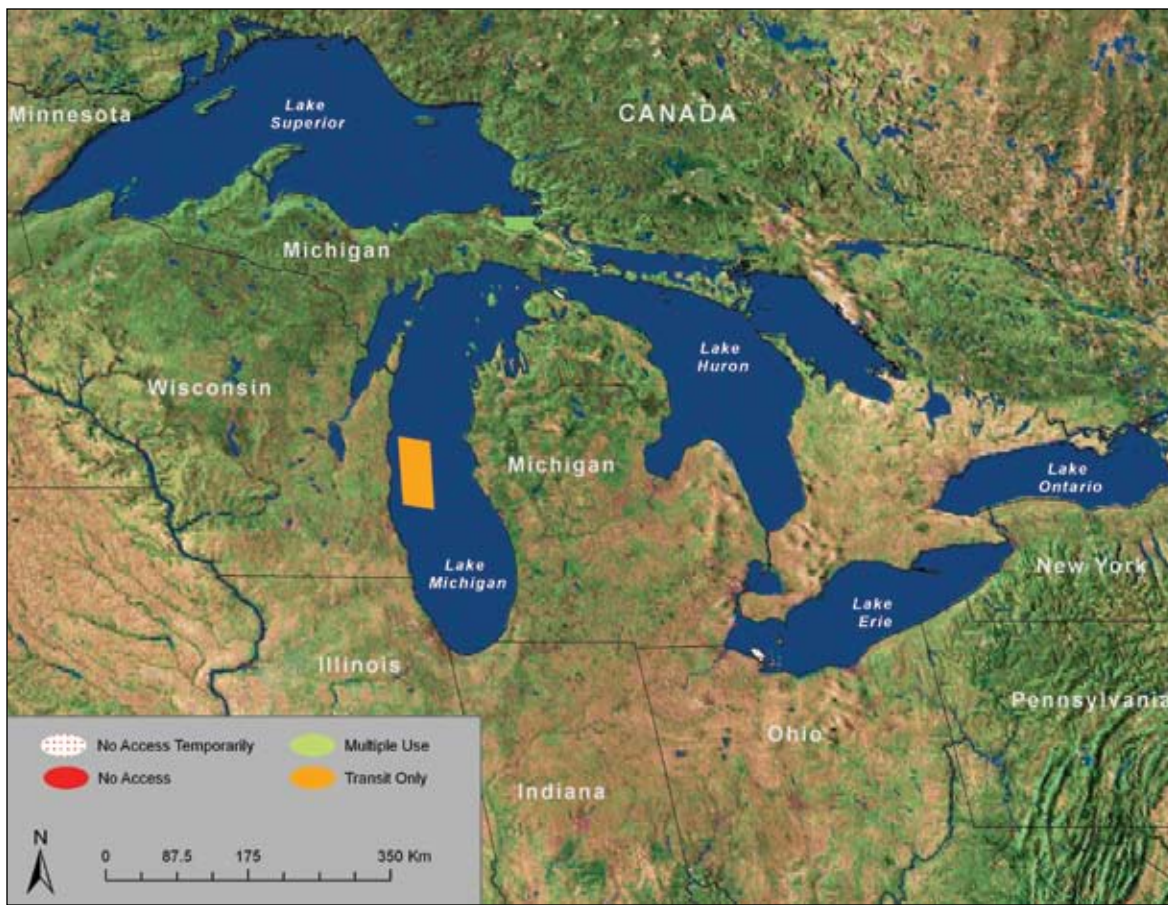 Minnesota
Lake
Superior
CANADA
Michigan
Lake
Huron
Wisconsin
Michigan
Lake
Ontario
Lake
Michigan
New York
Lake
Erie
Illinois
Pennsylvania
Ohio
Indiana
No Access Temporarily
Multiple Use
No Access
Transit Only
N
0 87.5 175 350 Km